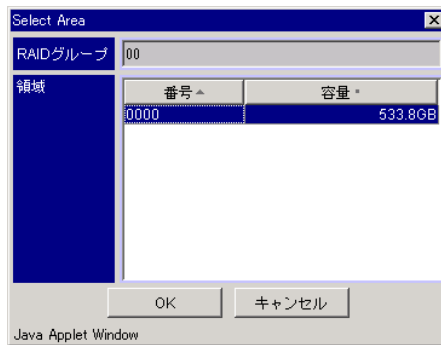 Select Area
RAIDグループ 00
領域
番号 容量
0000 533.8GB
OK キャンセル
Java Applet Window